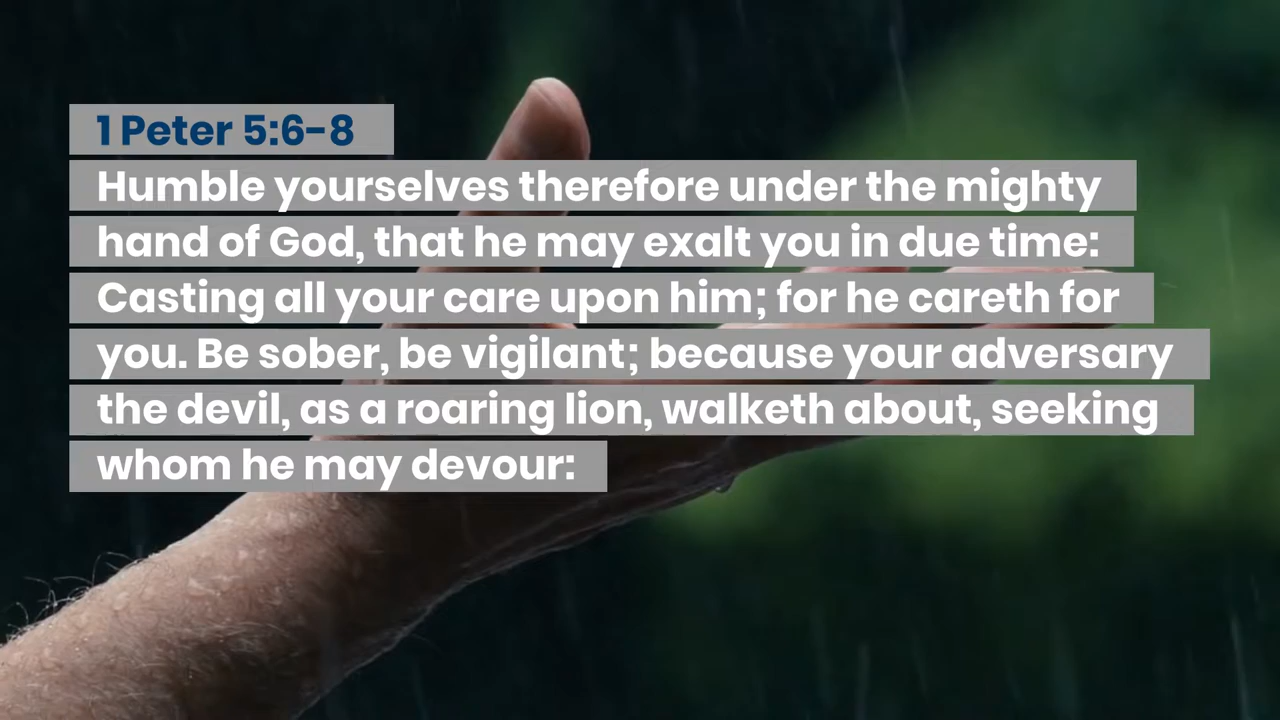 1 Peter 5:6-8
Humble yourselves therefore under the mighty
hand of God, that he may exalt you in due time:
Casting all your care upon him; for he careth for
you. Be sober, be vigilant; because your adversary
the devil, as a roaring lion, walketh about, seeking
whom he may devour: